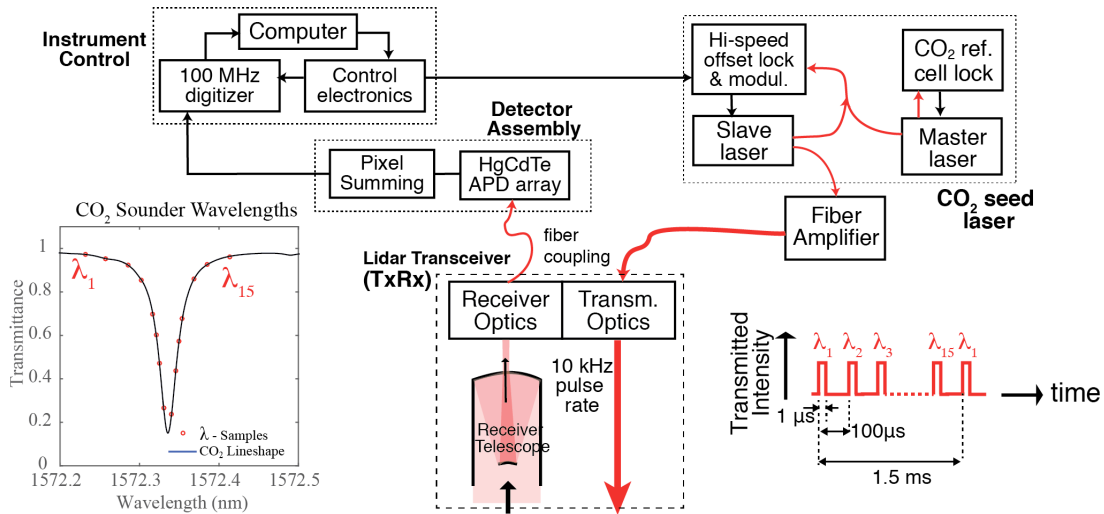 Instrument
Control
Computer
100 MHz
digitizer
Control
electronics
Detector
Assembly
Pixel
Summing
HgCdTe
APD array
Hi-speed
offset lock
& modul.
CO2 ref.
cell lock
Slave
laser
Master
laser
CO2 seed
laser
Fiber
Amplifier
fiber
coupling
Lidar Transceiver
(TxRx)
Receiver
Optics
Transm.
Optics
10 kHz
pulse
rate
Receiver
Telescope
CO2 Sounder Wavelengths
Transmittance
1
0.8
0.6
0.4
0.2
0
λ1
λ15
λ - Samples
CO2 Lineshape
1572.2
1572.3
1572.4
1572.5
Wavelength (nm)
Transmitted
Intensity
λ1 λ2 λ3 λ15 λ1
time
1 µs
100µs
1.5 ms